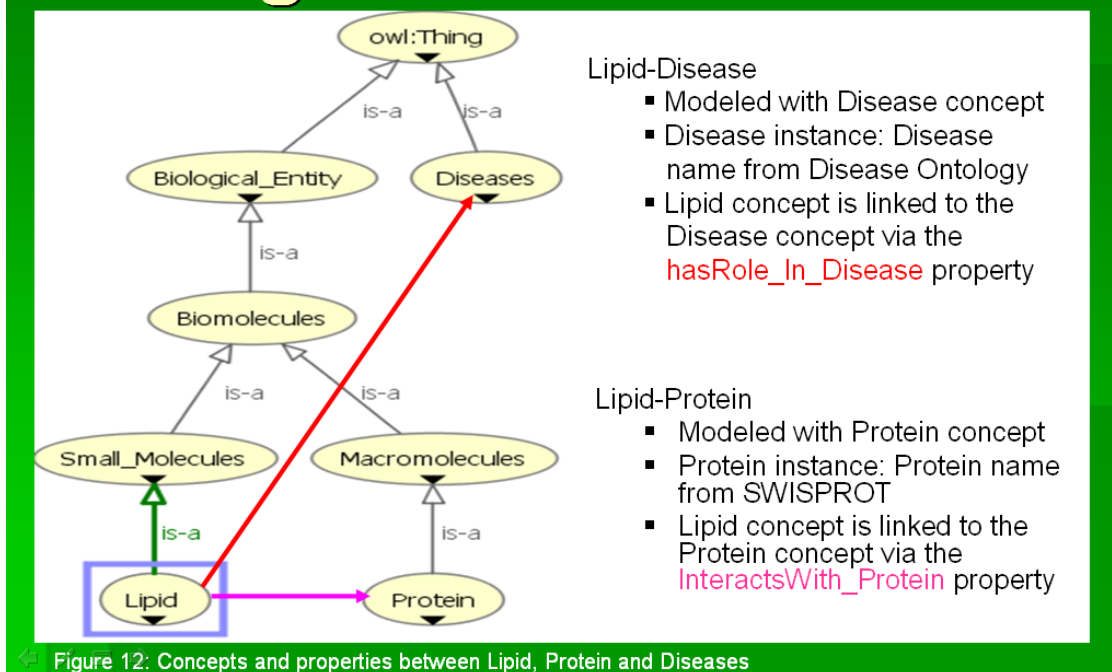 owl:Thing
is-a
is-a
Biological_Entity
Diseases
is-a
Biomolecules
is-a
is-a
Small_Molecules
Macromolecules
is-a
is-a
Lipid
Protein
Lipid-Disease
▪ Modeled with Disease concept
▪ Disease instance: Disease
name from Disease Ontology
▪ Lipid concept is linked to the
Disease concept via the
hasRole_In_Disease property
Lipid-Protein
▪ Modeled with Protein concept
▪ Protein instance: Protein name
from SWISPROT
▪ Lipid concept is linked to the
Protein concept via the
InteractsWith_Protein property
Figure 12: Concepts and properties between Lipid, Protein and Diseases